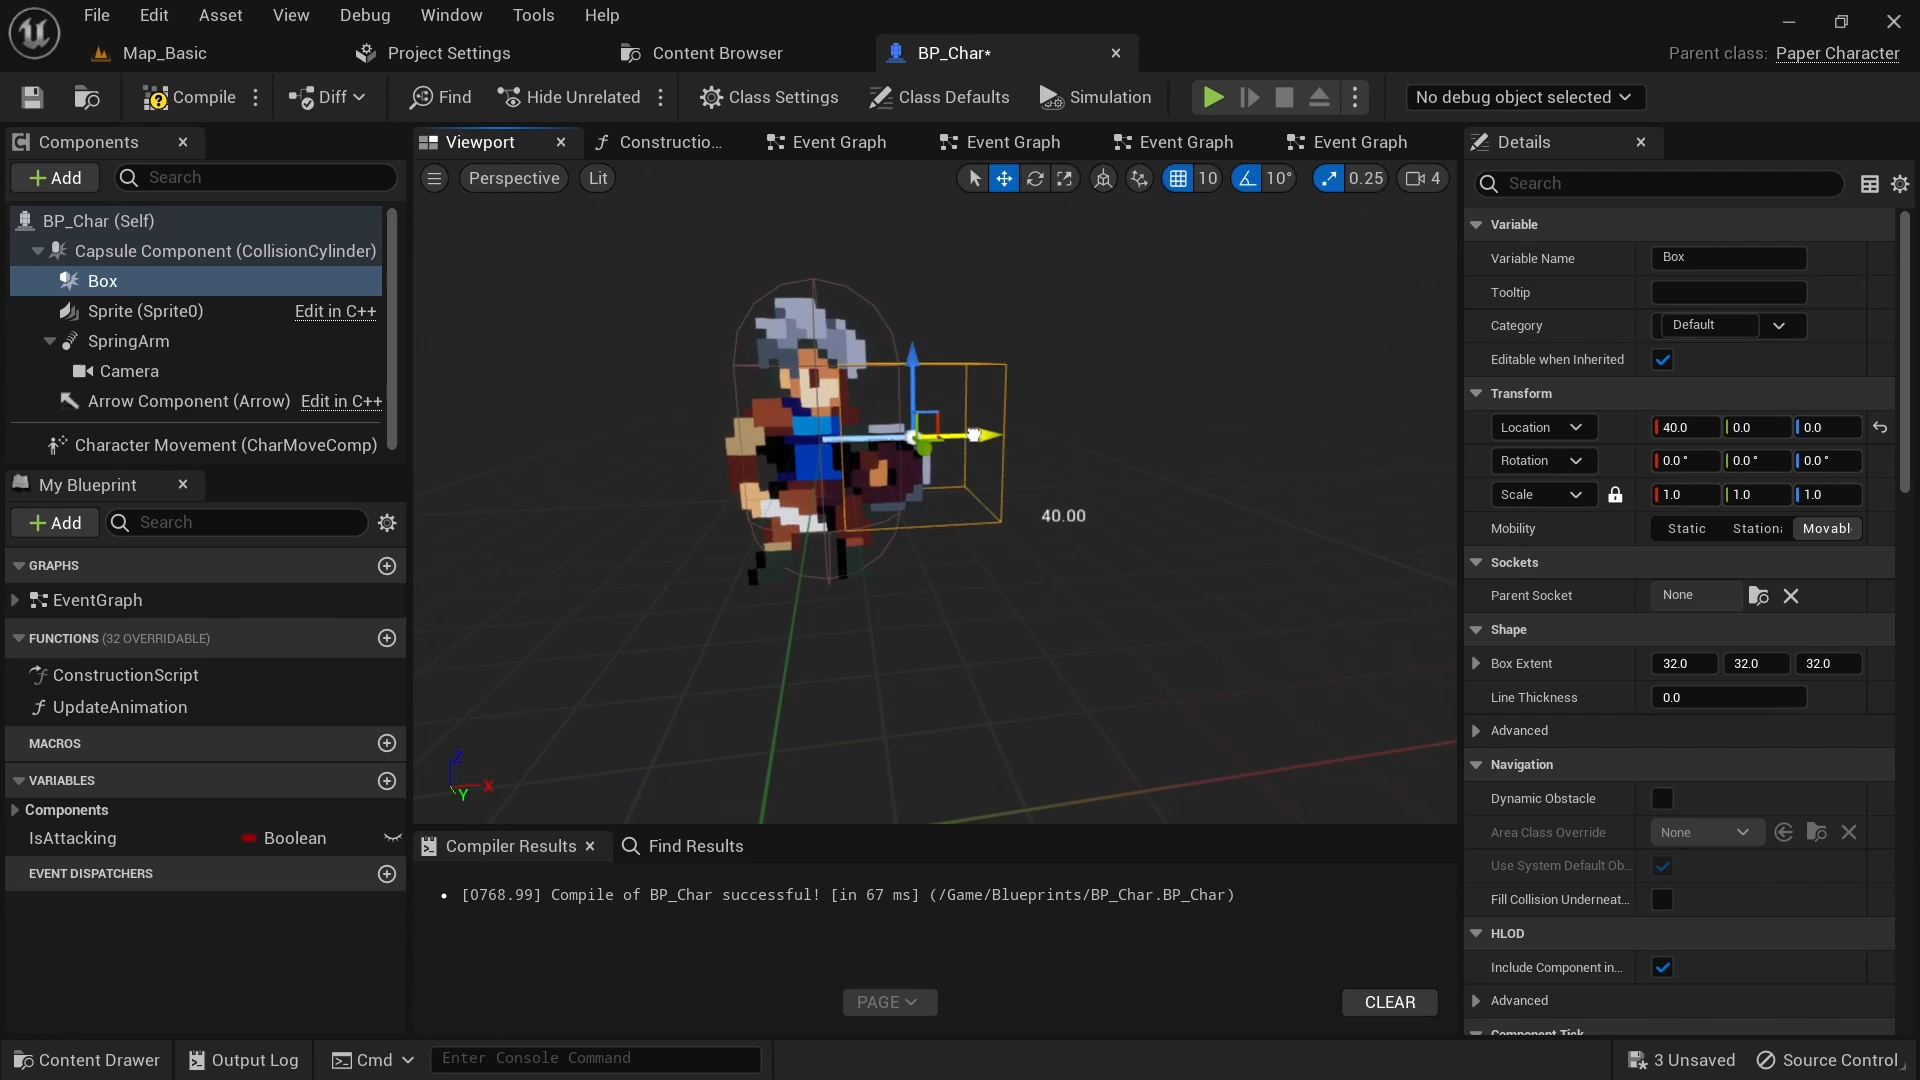 File Edit Asset View Debug Window Tools Help
Map_Basic Project Settings Content Browser BP_Char* Parent class: Paper Character
Compile Diff Find Hide Unrelated Class Settings Class Defaults Simulation No debug object selected
Components
Add Search
BP_Char (Self)
Capsule Component (CollisionCylinder)
Box
Sprite (Sprite0) Edit in C++
SpringArm
Camera
Arrow Component (Arrow) Edit in C++
Character Movement (CharMoveComp)
My Blueprint
Add Search
GRAPHS
EventGraph
FUNCTIONS (32 OVERRIDABLE)
ConstructionScript
UpdateAnimation
MACROS
VARIABLES
Components
IsAttacking Boolean
EVENT DISPATCHERS
Viewport Constructio... Event Graph Event Graph Event Graph Event Graph
Perspective Lit 10 10° 0.25 4
40.00
Z
X
Y
Compiler Results Find Results
[0768.99] Compile of BP_Char successful! [in 67 ms] (/Game/Blueprints/BP_Char.BP_Char)
PAGE CLEAR
Details
Search
Variable
Variable Name Box
Tooltip
Category Default
Editable when Inherited
Transform
Location 40.0 0.0 0.0
Rotation 0.0° 0.0° 0.0°
Scale 1.0 1.0 1.0
Mobility Static Station Movabl
Sockets
Parent Socket None
Shape
Box Extent 32.0 32.0 32.0
Line Thickness 0.0
Advanced
Navigation
Dynamic Obstacle
Area Class Override None
Use System Default Ob...
Fill Collision Underneat...
HLOD
Include Component in...
Advanced
Component Tick
Content Drawer Output Log Cmd Enter Console Command 3 Unsaved Source Control